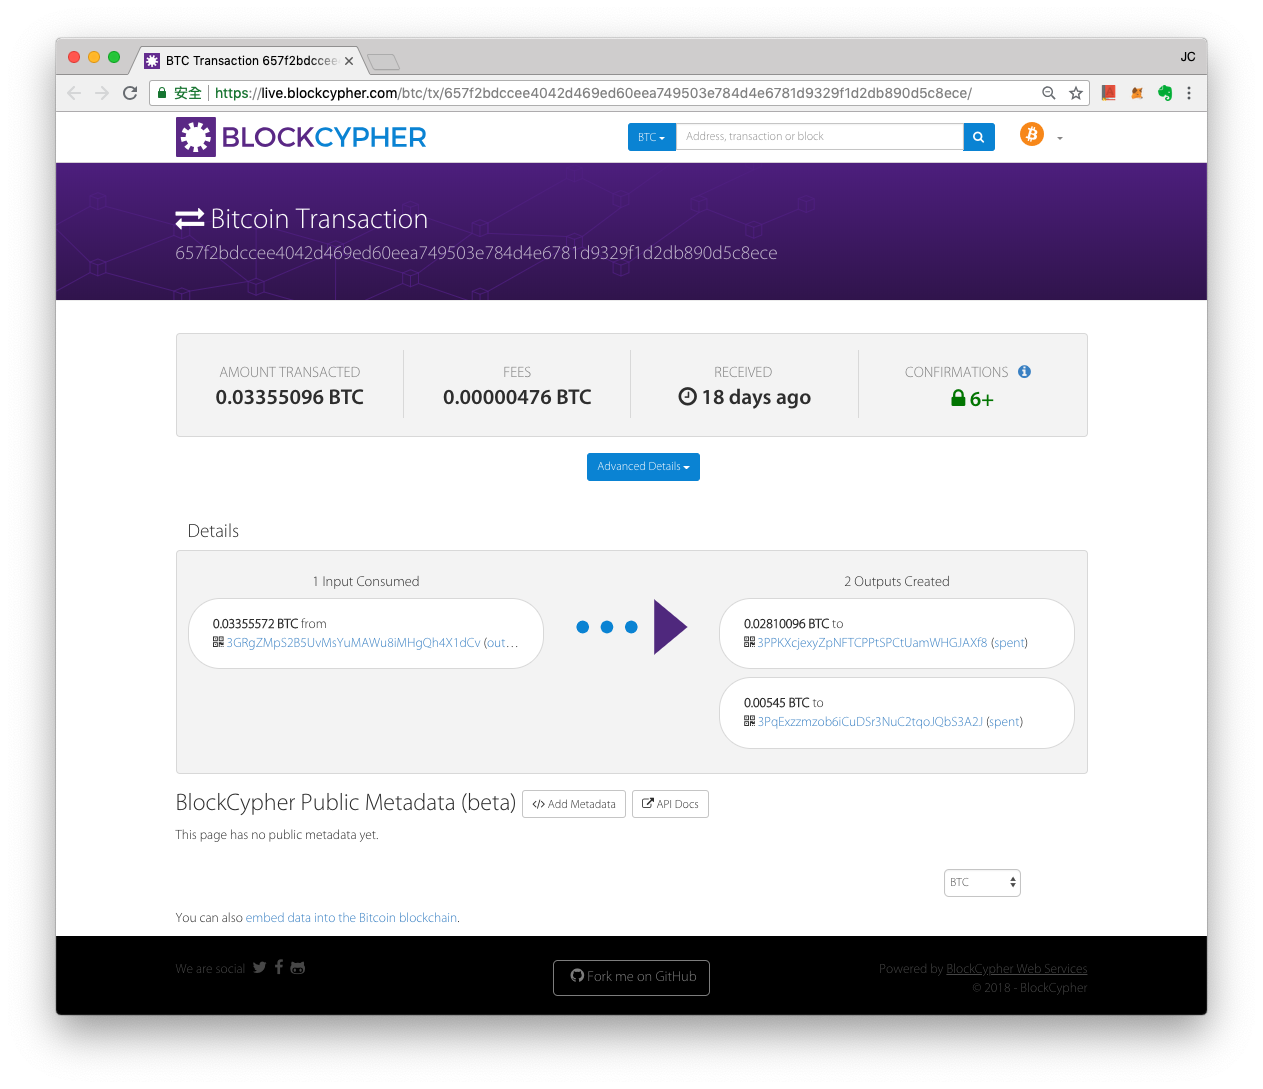 BTC Transaction 657f2bdccee
JC
安全 https://live.blockcypher.com/btc/tx/657f2bdccee4042d469ed60eea749503e784d4e6781d9329f1d2db890d5c8ece/
BLOCKCYPHER
BTC
Address, transaction or block
Bitcoin Transaction
657f2bdccee4042d469ed60eea749503e784d4e6781d9329f1d2db890d5c8ece
AMOUNT TRANSACTED
0.03355096 BTC
FEES
0.00000476 BTC
RECEIVED
18 days ago
CONFIRMATIONS
6+
Advanced Details
Details
1 Input Consumed
0.03355572 BTC from
3GRgZMpS2B5UvMsYuMAWu8iMHgQh4X1dCv (out…
2 Outputs Created
0.02810096 BTC to
3PPKXcjexyZpNFTCPPtSPCtUamWHGJAXf8 (spent)
0.00545 BTC to
3PqExzzmzob6iCuDSr3NuC2tqoJQbS3A2J (spent)
BlockCypher Public Metadata (beta)
Add Metadata
API Docs
This page has no public metadata yet.
BTC
You can also embed data into the Bitcoin blockchain.
We are social
Fork me on GitHub
Powered by BlockCypher Web Services
© 2018 - BlockCypher